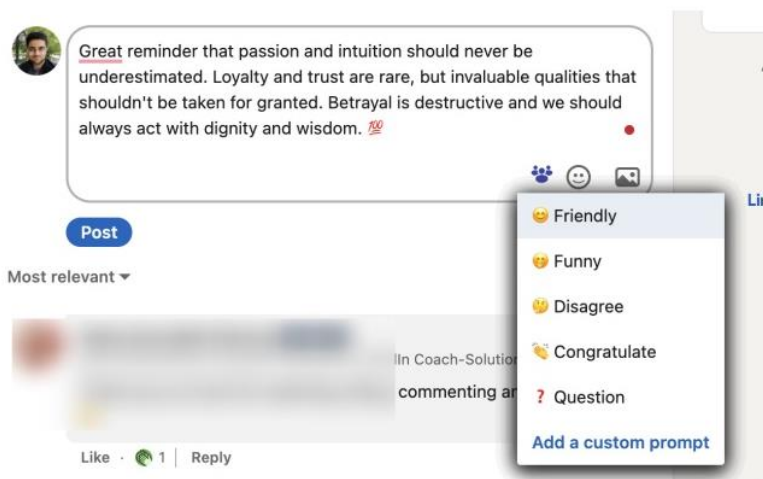 Great reminder that passion and intuition should never be
underestimated. Loyalty and trust are rare, but invaluable qualities that
shouldn't be taken for granted. Betrayal is destructive and we should
always act with dignity and wisdom. 💯
😊 Friendly
Post
🤭 Funny
Most relevant
🤔 Disagree
In Coach-Solution
👏 Congratulate
commenting
❓ Question
Add a custom prompt
Like · 1 | Reply